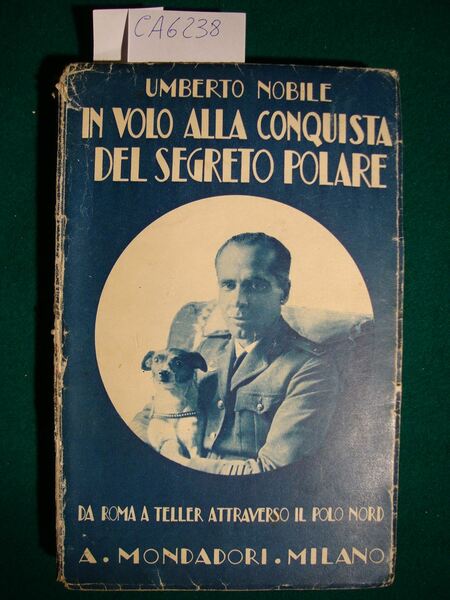 CA6238
UMBERTO NOBILE
IN VOLO ALLA CONQUISTA
DEL SEGRETO POLARE
DA ROMA A TELLER ATTRAVERSO IL POLO NORD
A. MONDADORI. MILANO